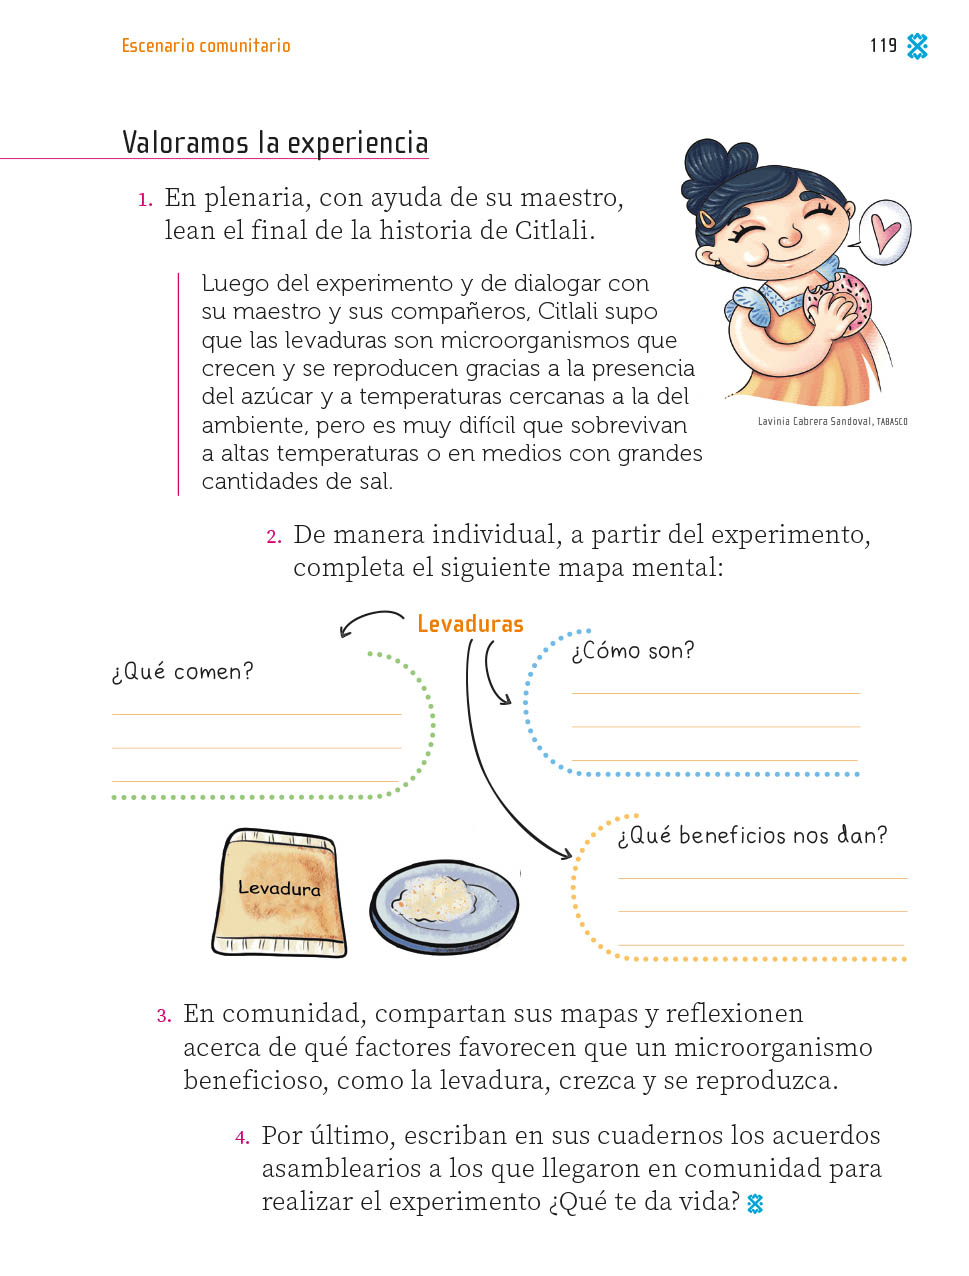 Escenario comunitario
119
Valoramos la experiencia
1. En plenaria, con ayuda de su maestro,
lean el final de la historia de Citlali.
Luego del experimento y de dialogar con
su maestro y sus compañeros, Citlali supo
que las levaduras son microorganismos que
crecen y se reproducen gracias a la presencia
del azúcar y a temperaturas cercanas a la del
ambiente, pero es muy difícil que sobrevivan
a altas temperaturas o en medios con grandes
cantidades de sal.
Lavinia Cabrera Sandoval, TABASCO
2. De manera individual, a partir del experimento,
completa el siguiente mapa mental:
Levaduras
¿Qué comen?
¿Cómo son?
¿Qué beneficios nos dan?
Levadura
3. En comunidad, compartan sus mapas y reflexionen
acerca de qué factores favorecen que un microorganismo
beneficioso, como la levadura, crezca y se reproduzca.
4. Por último, escriban en sus cuadernos los acuerdos
asamblearios a los que llegaron en comunidad para
realizar el experimento ¿Qué te da vida?